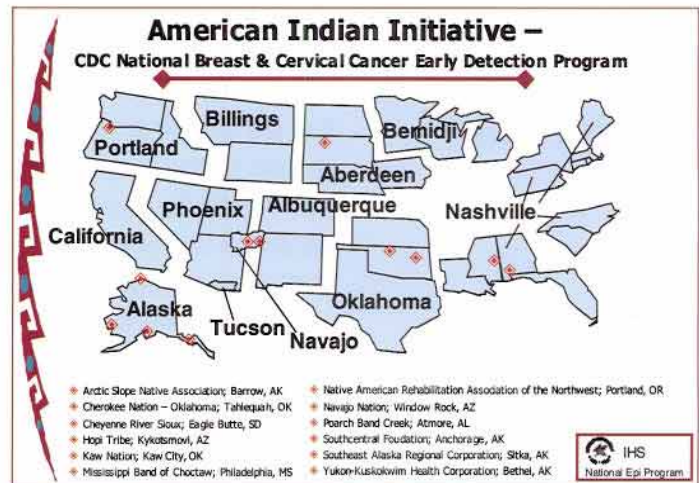 American Indian Initiative –
CDC National Breast & Cervical Cancer Early Detection Program
Billings
Bemidji
Portland
Aberdeen
Phoenix
Albuquerque
Nashville
California
Alaska
Oklahoma
Tucson
Navajo
Arctic Slope Native Association; Barrow, AK
Cherokee Nation – Oklahoma; Tahlequah, OK
Cheyenne River Sioux; Eagle Butte, SD
Hopi Tribe; Kykotsmovi, AZ
Kaw Nation; Kaw City, OK
Mississippi Band of Choctaw; Philadelphia, MS
Native American Rehabilitation Association of the Northwest; Portland, OR
Navajo Nation; Window Rock, AZ
Poarch Band Creek; Atmore, AL
Southcentral Foudation; Anchorage, AK
Southeast Alaska Regional Corporation; Sitka, AK
Yukon-Kuskokwim Health Corporation; Bethel, AK
IHS
National Epi Program